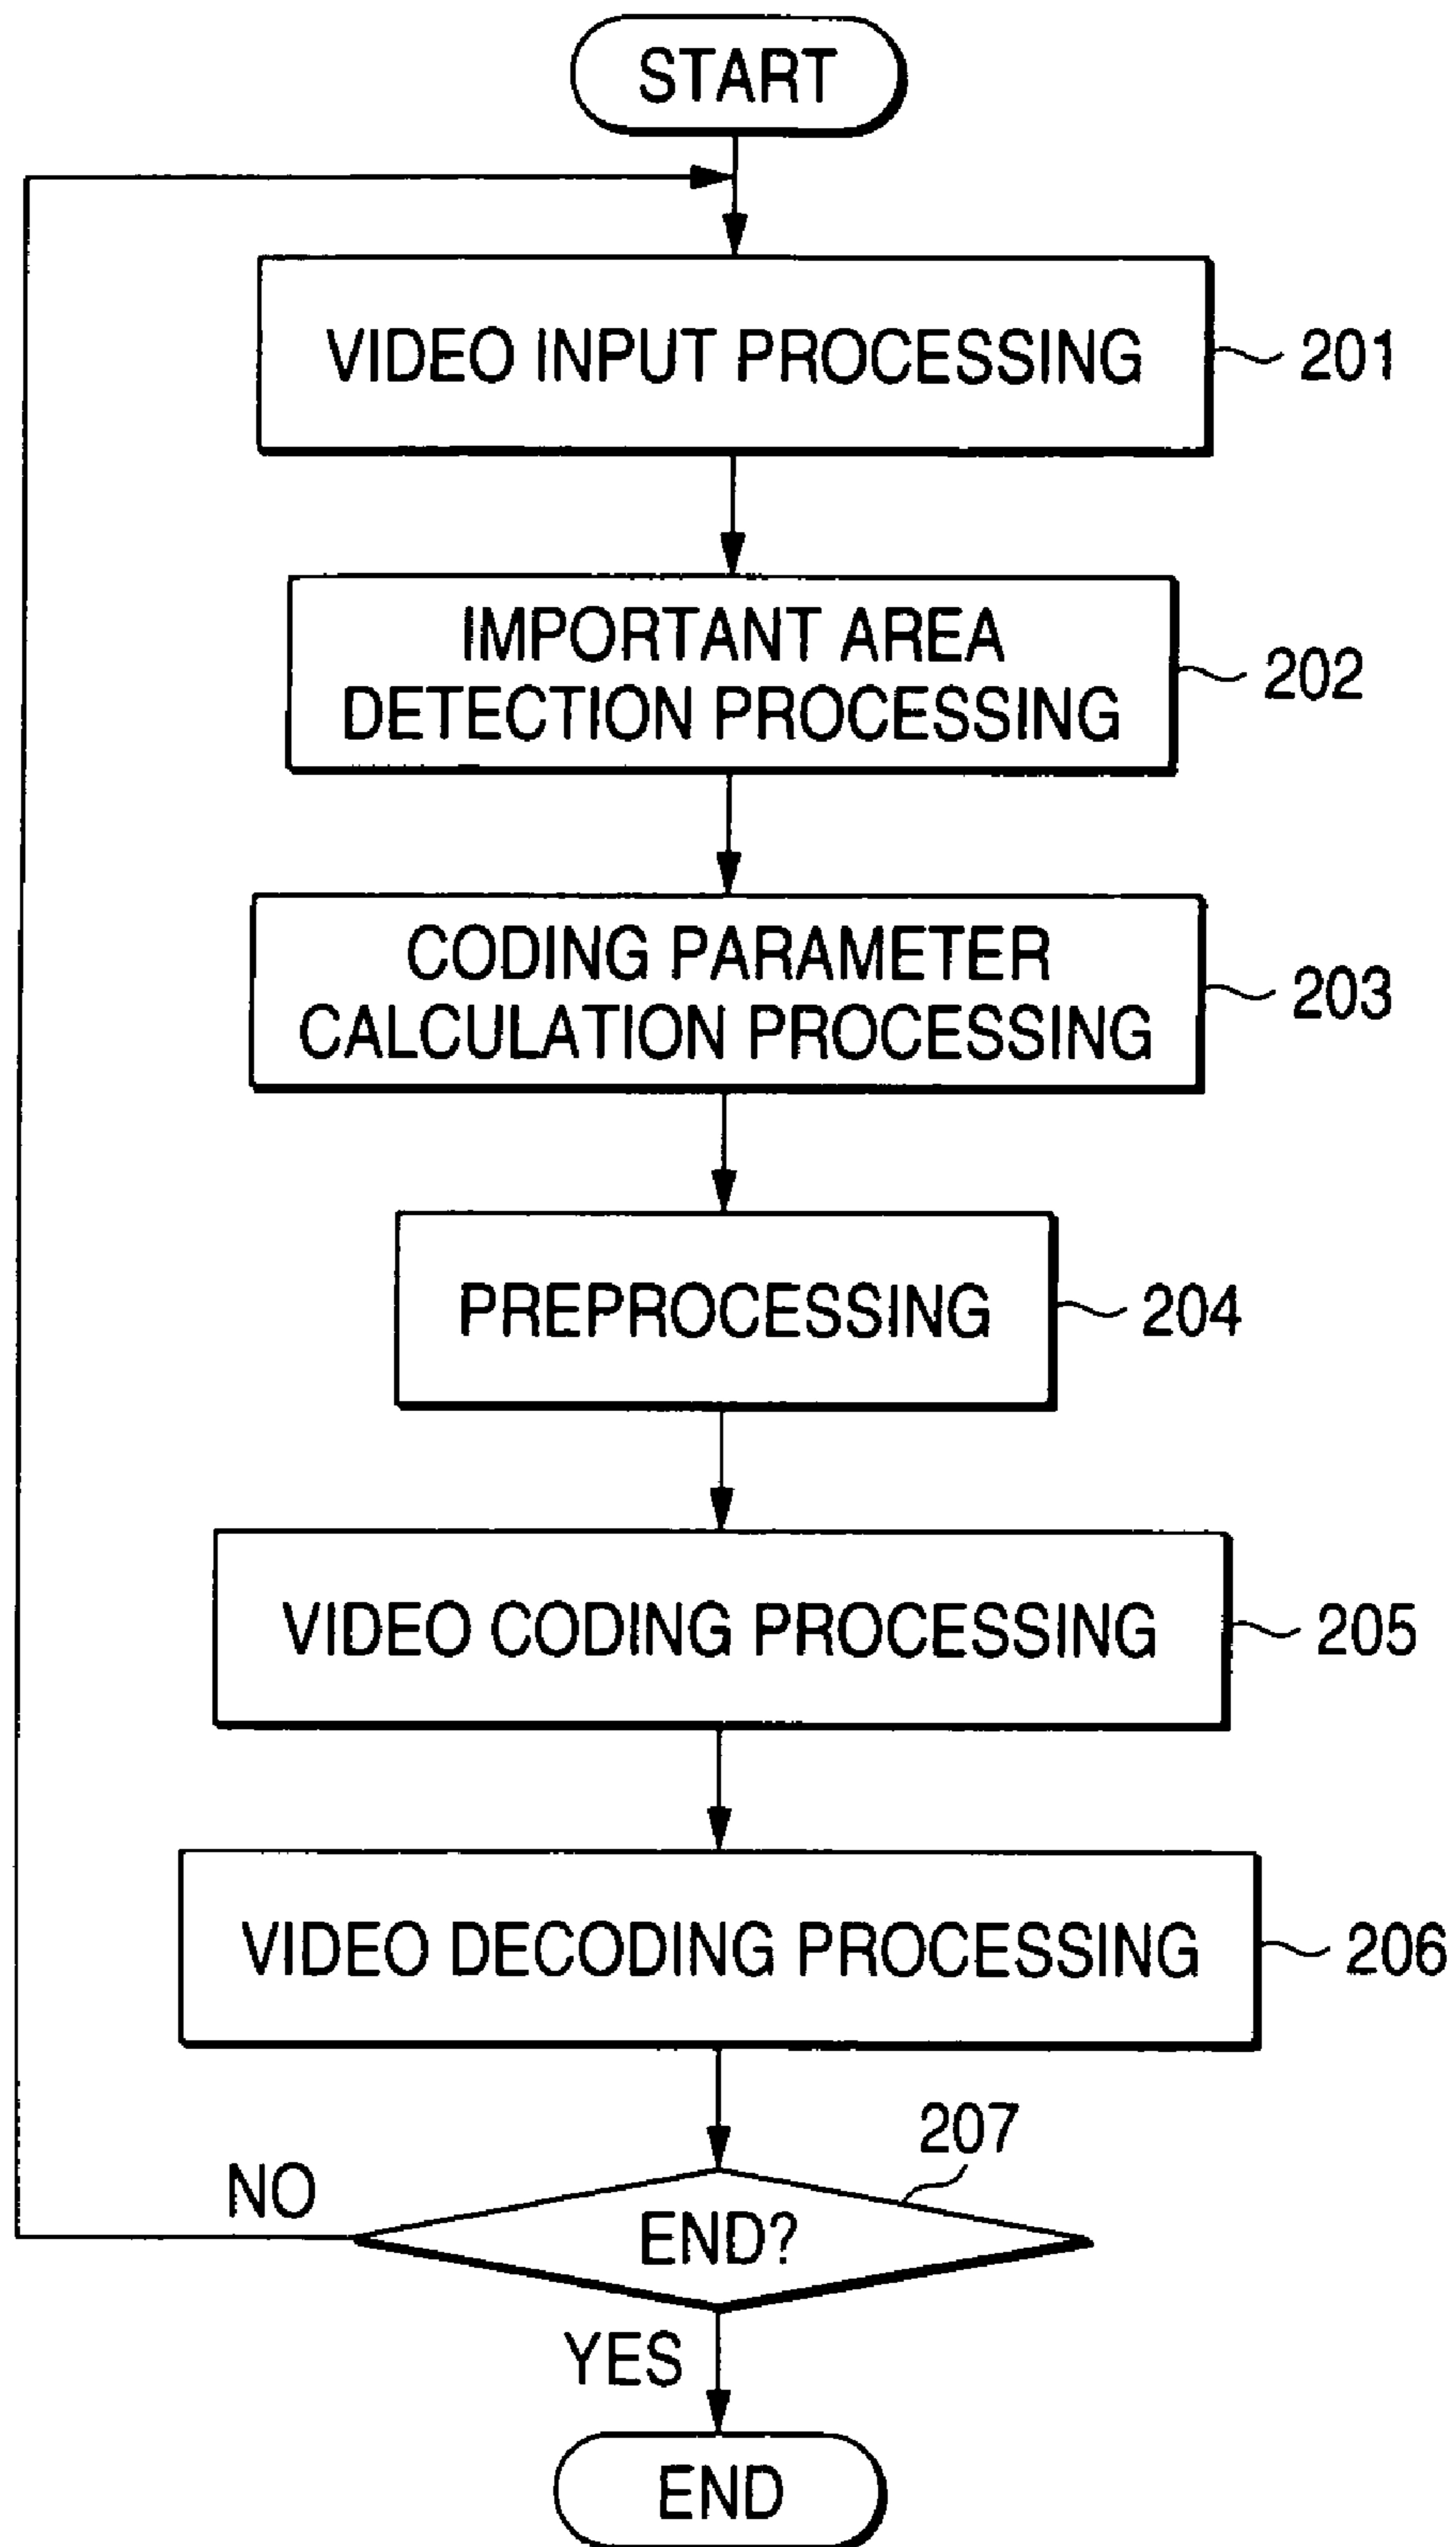 START
VIDEO INPUT PROCESSING
201
IMPORTANT AREA
DETECTION PROCESSING
202
CODING PARAMETER
CALCULATION PROCESSING
203
PREPROCESSING
204
VIDEO CODING PROCESSING
205
VIDEO DECODING PROCESSING
206
207
NO
END?
YES
END